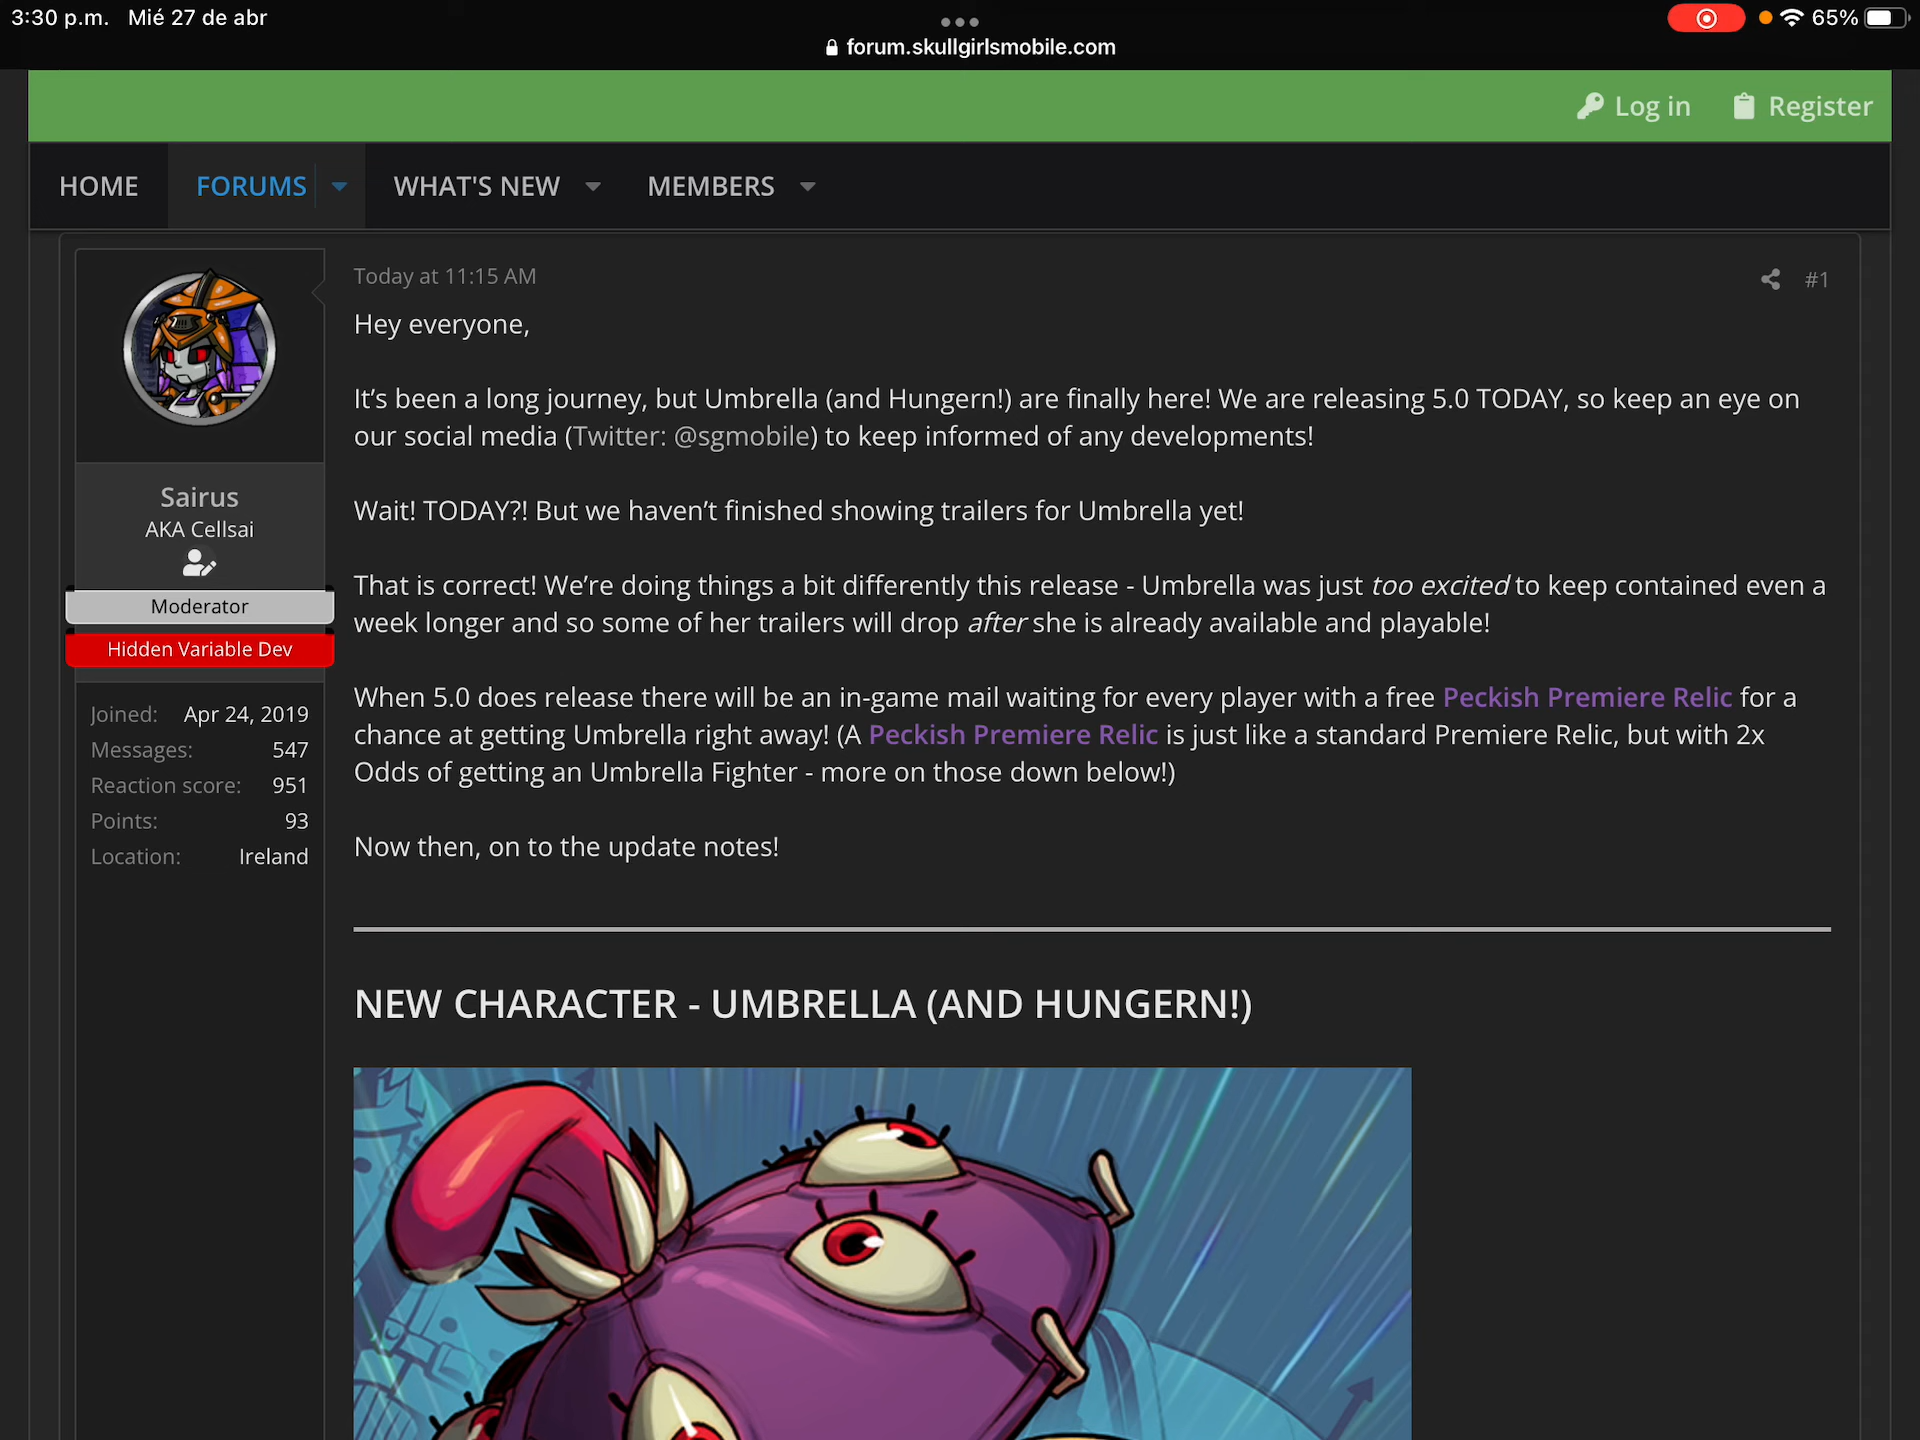 3:30 p.m. Mié 27 de abr
65%
forum.skullgirlsmobile.com
Log in Register
HOME FORUMS WHAT'S NEW MEMBERS
Today at 11:15 AM #1
Hey everyone,
It’s been a long journey, but Umbrella (and Hungern!) are finally here! We are releasing 5.0 TODAY, so keep an eye on
our social media (Twitter: @sgmobile) to keep informed of any developments!
Wait! TODAY?! But we haven’t finished showing trailers for Umbrella yet!
That is correct! We’re doing things a bit differently this release - Umbrella was just too excited to keep contained even a
week longer and so some of her trailers will drop after she is already available and playable!
When 5.0 does release there will be an in-game mail waiting for every player with a free Peckish Premiere Relic for a
chance at getting Umbrella right away! (A Peckish Premiere Relic is just like a standard Premiere Relic, but with 2x
Odds of getting an Umbrella Fighter - more on those down below!)
Now then, on to the update notes!
Sairus
AKA Cellsai
Moderator
Hidden Variable Dev
Joined: Apr 24, 2019
Messages: 547
Reaction score: 951
Points: 93
Location: Ireland
NEW CHARACTER - UMBRELLA (AND HUNGERN!)